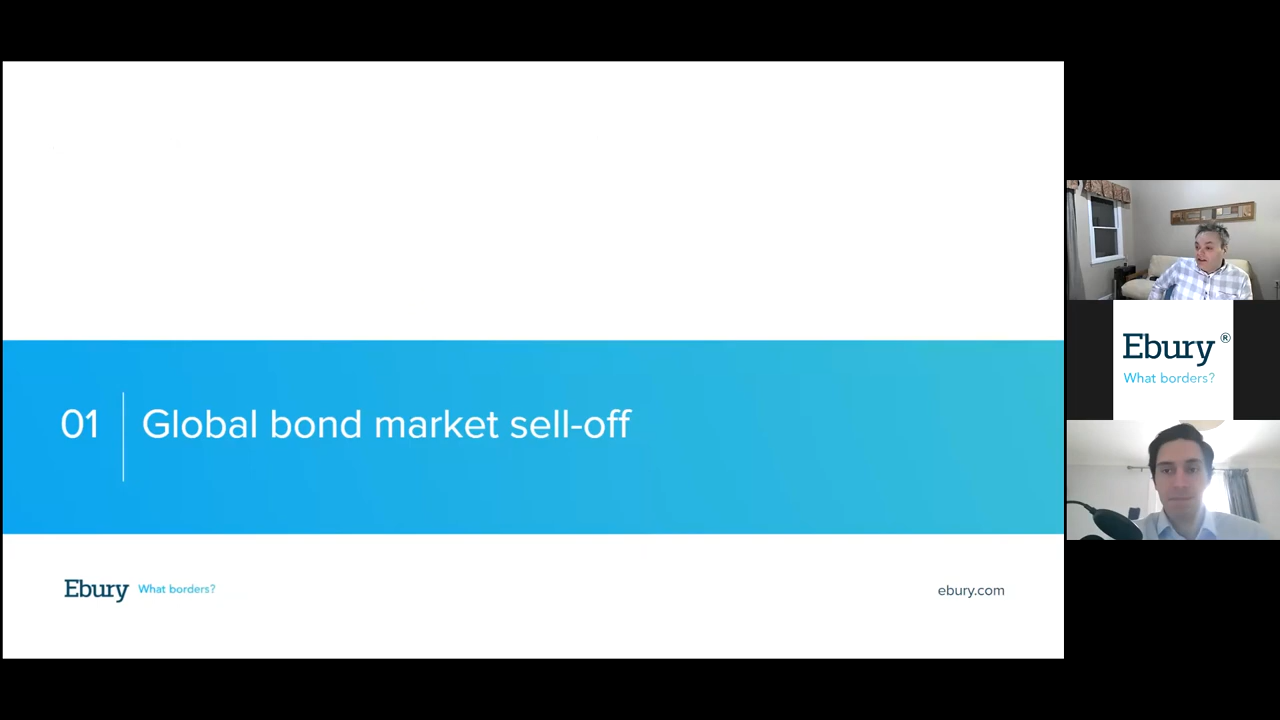 01 Global bond market sell-off
Ebury What borders?
ebury.com
Ebury®
What borders?